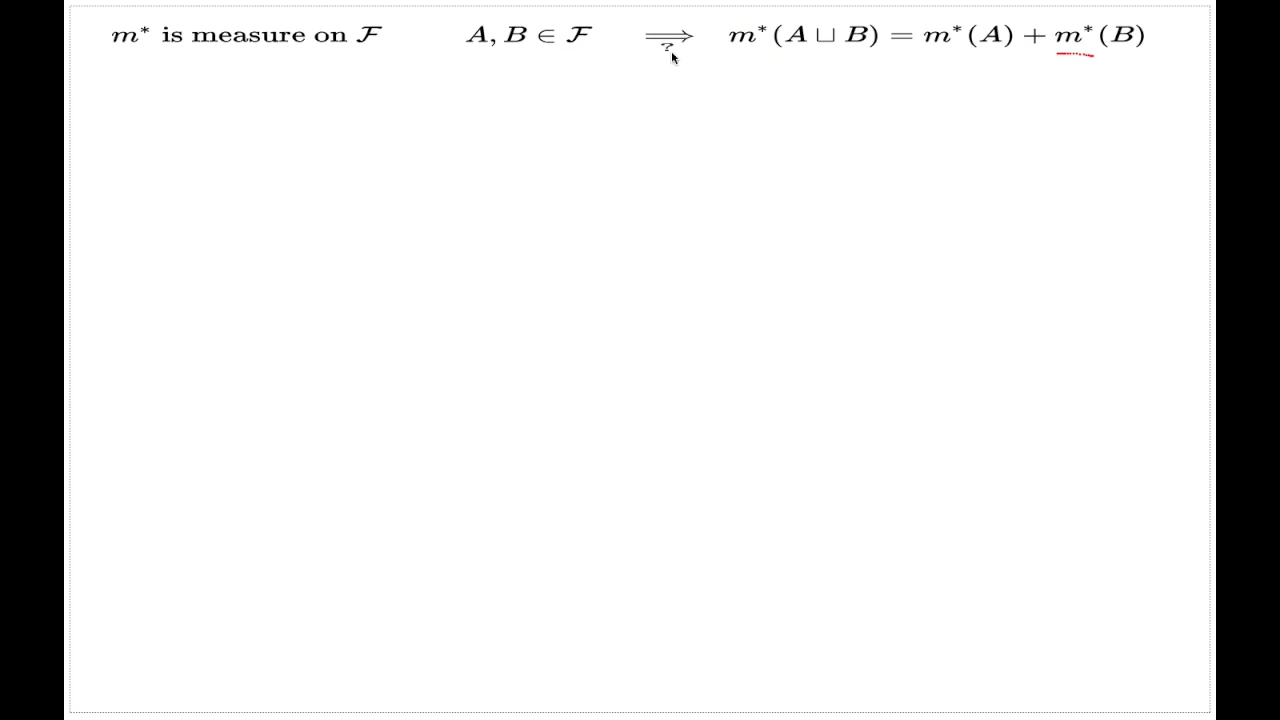 m* is measure on ℱ A, B ∈ ℱ ⟹ ? m*(A ⊔ B) = m*(A) + m*(B)